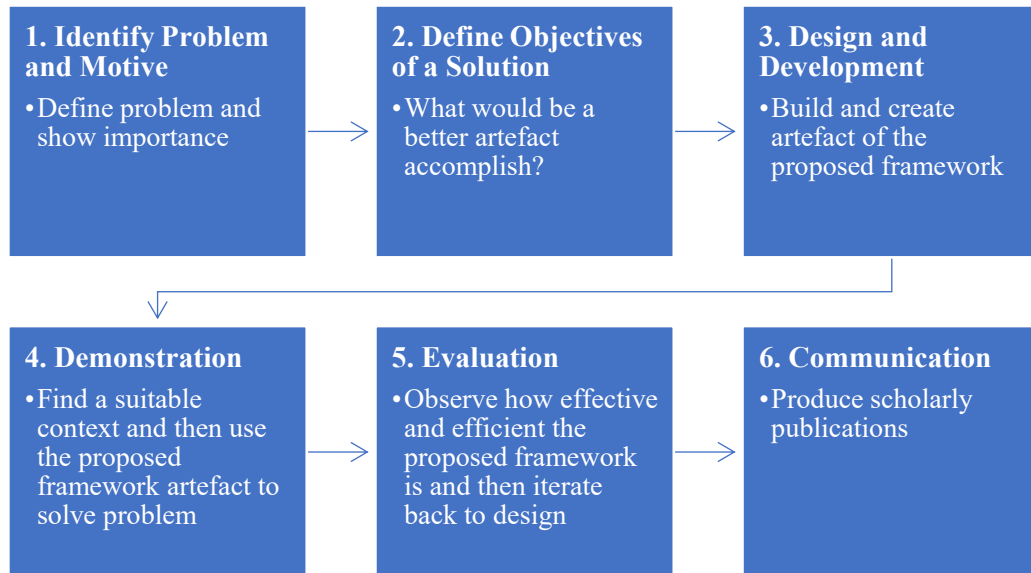 1. Identify Problem
and Motive
•Define problem and
show importance
2. Define Objectives
of a Solution
•What would be a
better artefact
accomplish?
3. Design and
Development
•Build and create
artefact of the
proposed framework
4. Demonstration
•Find a suitable
context and then use
the proposed
framework artefact to
solve problem
5. Evaluation
•Observe how effective
and efficient the
proposed framework
is and then iterate
back to design
6. Communication
•Produce scholarly
publications